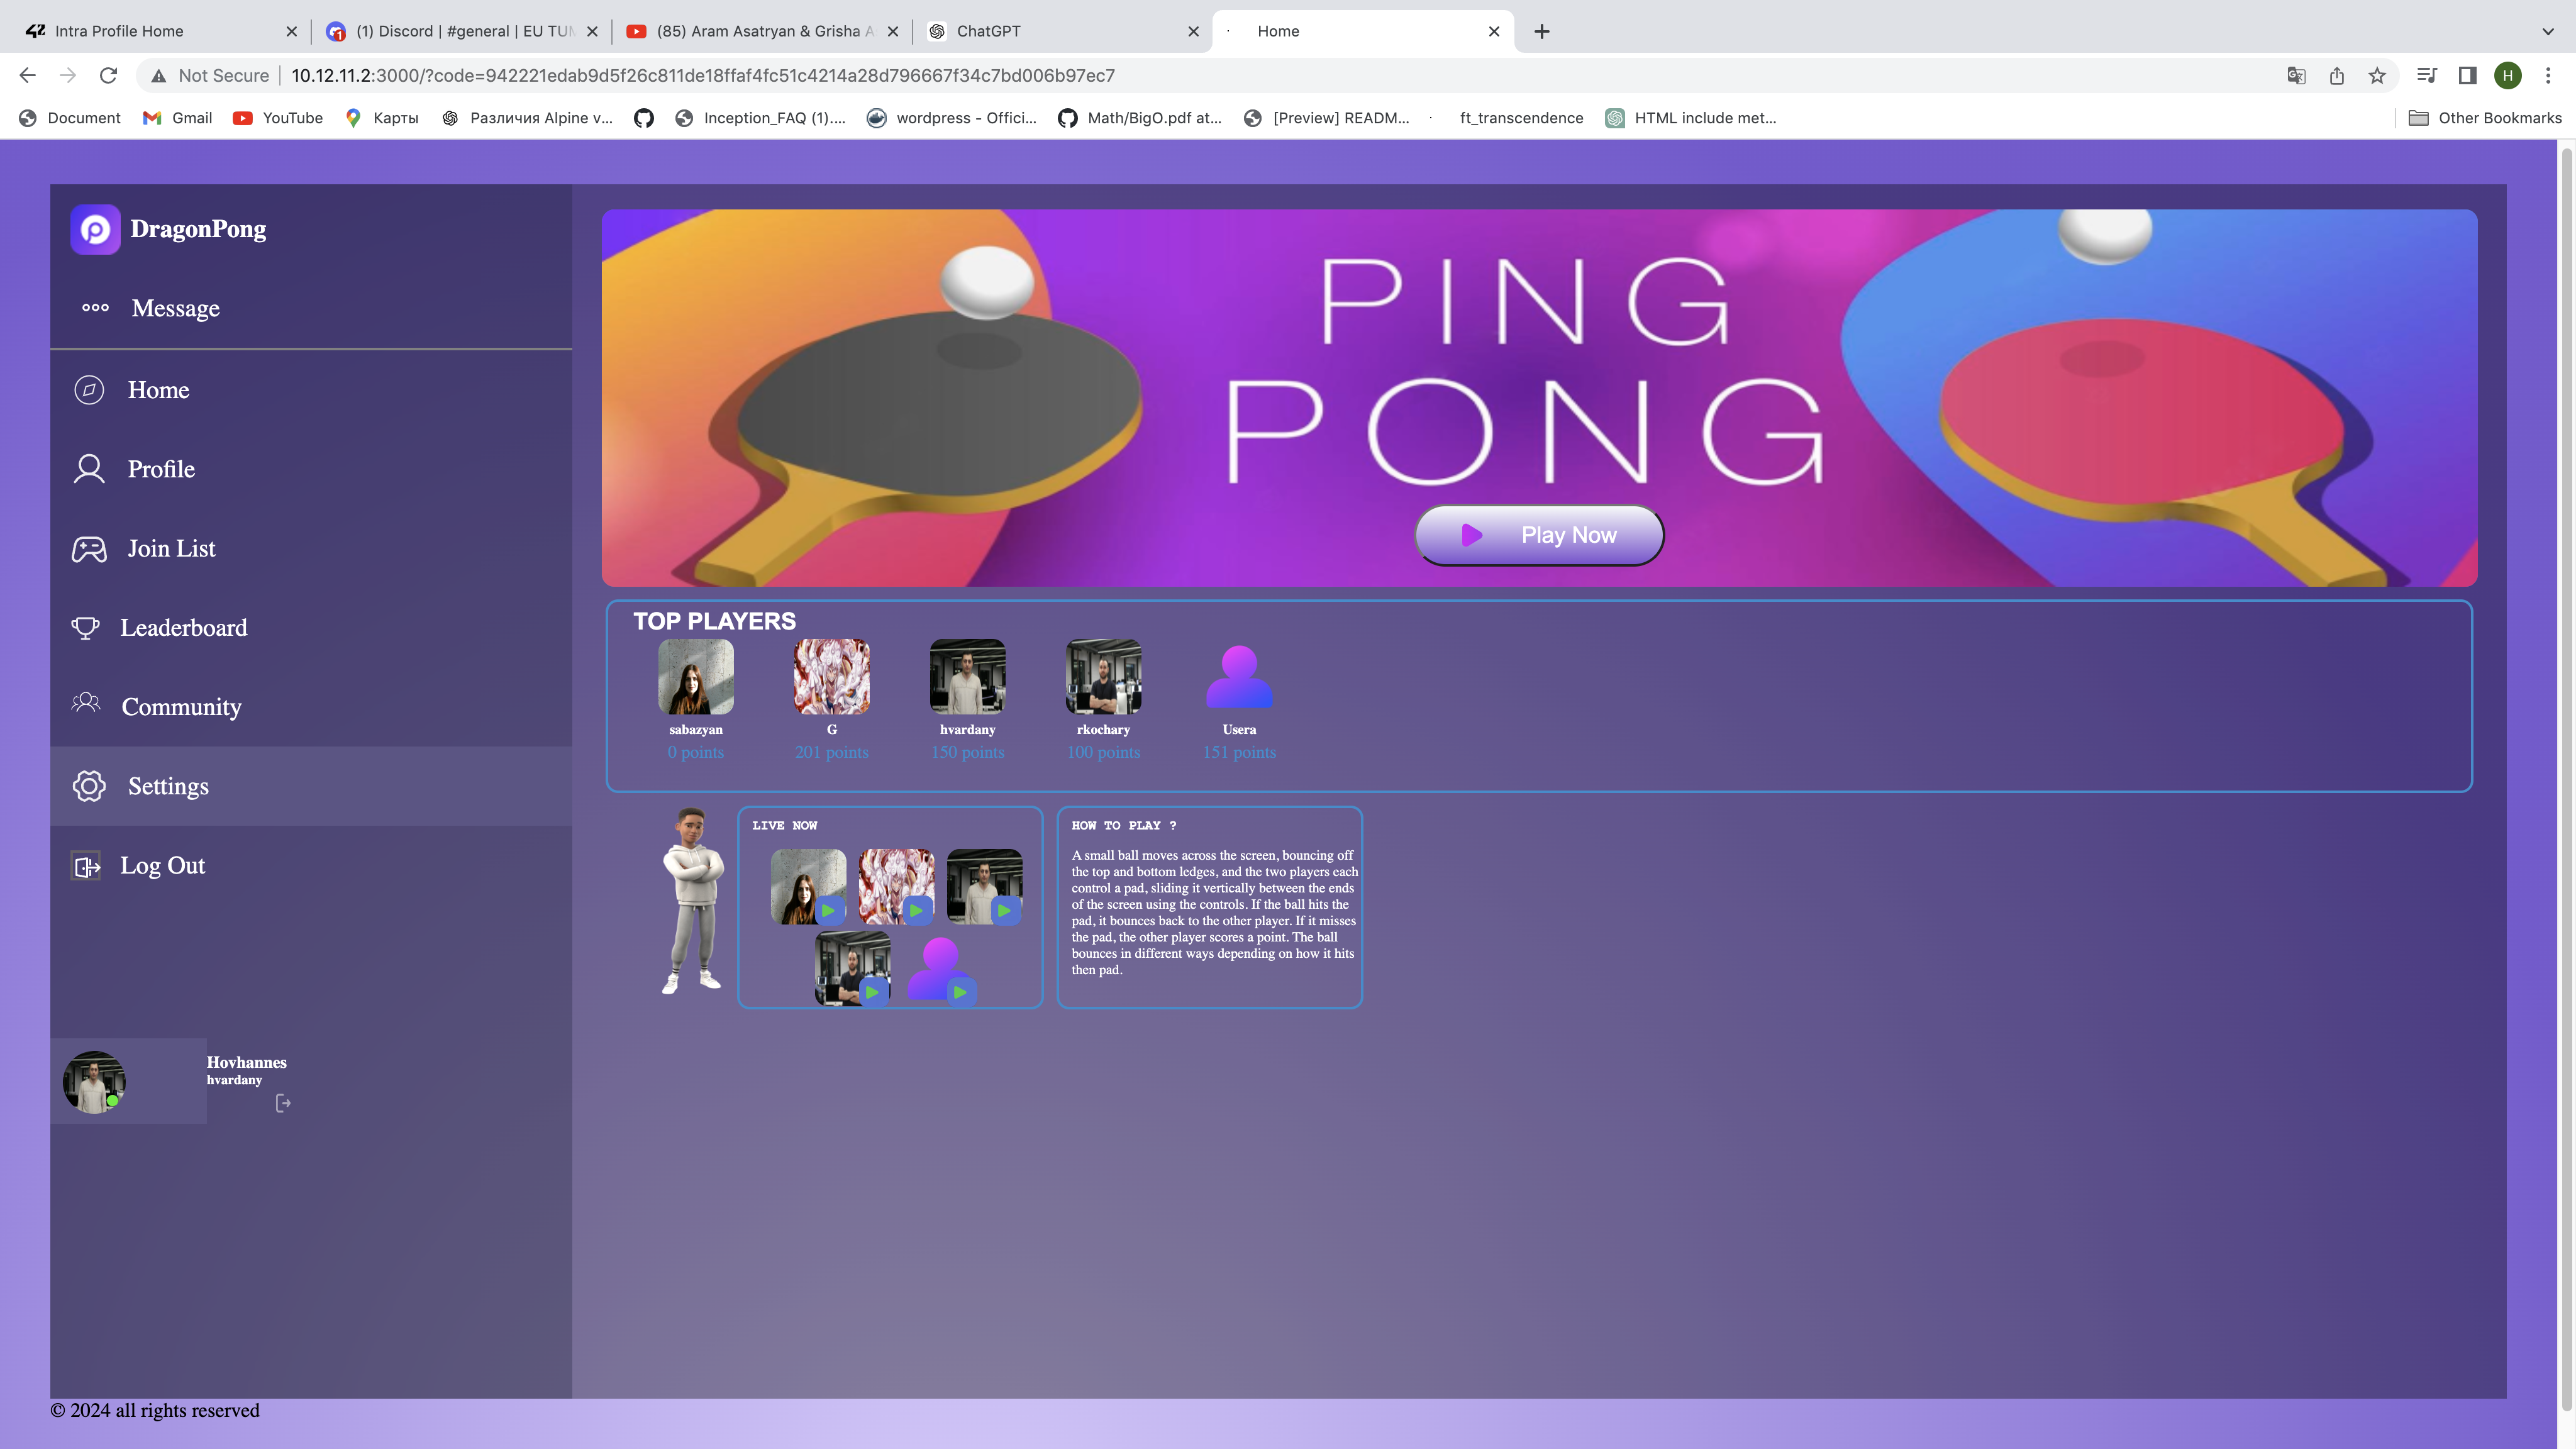 Intra Profile Home
(1) Discord | #general | EU TUM
(85) Aram Asatryan & Grisha A
ChatGPT
Home
Not Secure
10.12.11.2:3000/?code=942221edab9d5f26c811de18ffaf4fc51c4214a28d796667f34c7bd006b97ec7
H
Document
Gmail
YouTube
Карты
Различия Alpine v...
Inception_FAQ (1)....
wordpress - Offici...
Math/BigO.pdf at...
[Preview] READM...
ft_transcendence
HTML include met...
Other Bookmarks
DragonPong
Message
Home
Profile
Join List
Leaderboard
Community
Settings
Log Out
Hovhannes
hvardany
PING
PONG
Play Now
TOP PLAYERS
sabazyan
0 points
G
201 points
hvardany
150 points
rkochary
100 points
Usera
151 points
LIVE NOW
HOW TO PLAY ?
A small ball moves across the screen, bouncing off
the top and bottom ledges, and the two players each
control a pad, sliding it vertically between the ends
of the screen using the controls. If the ball hits the
pad, it bounces back to the other player. If it misses
the pad, the other player scores a point. The ball
bounces in different ways depending on how it hits
then pad.
© 2024 all rights reserved